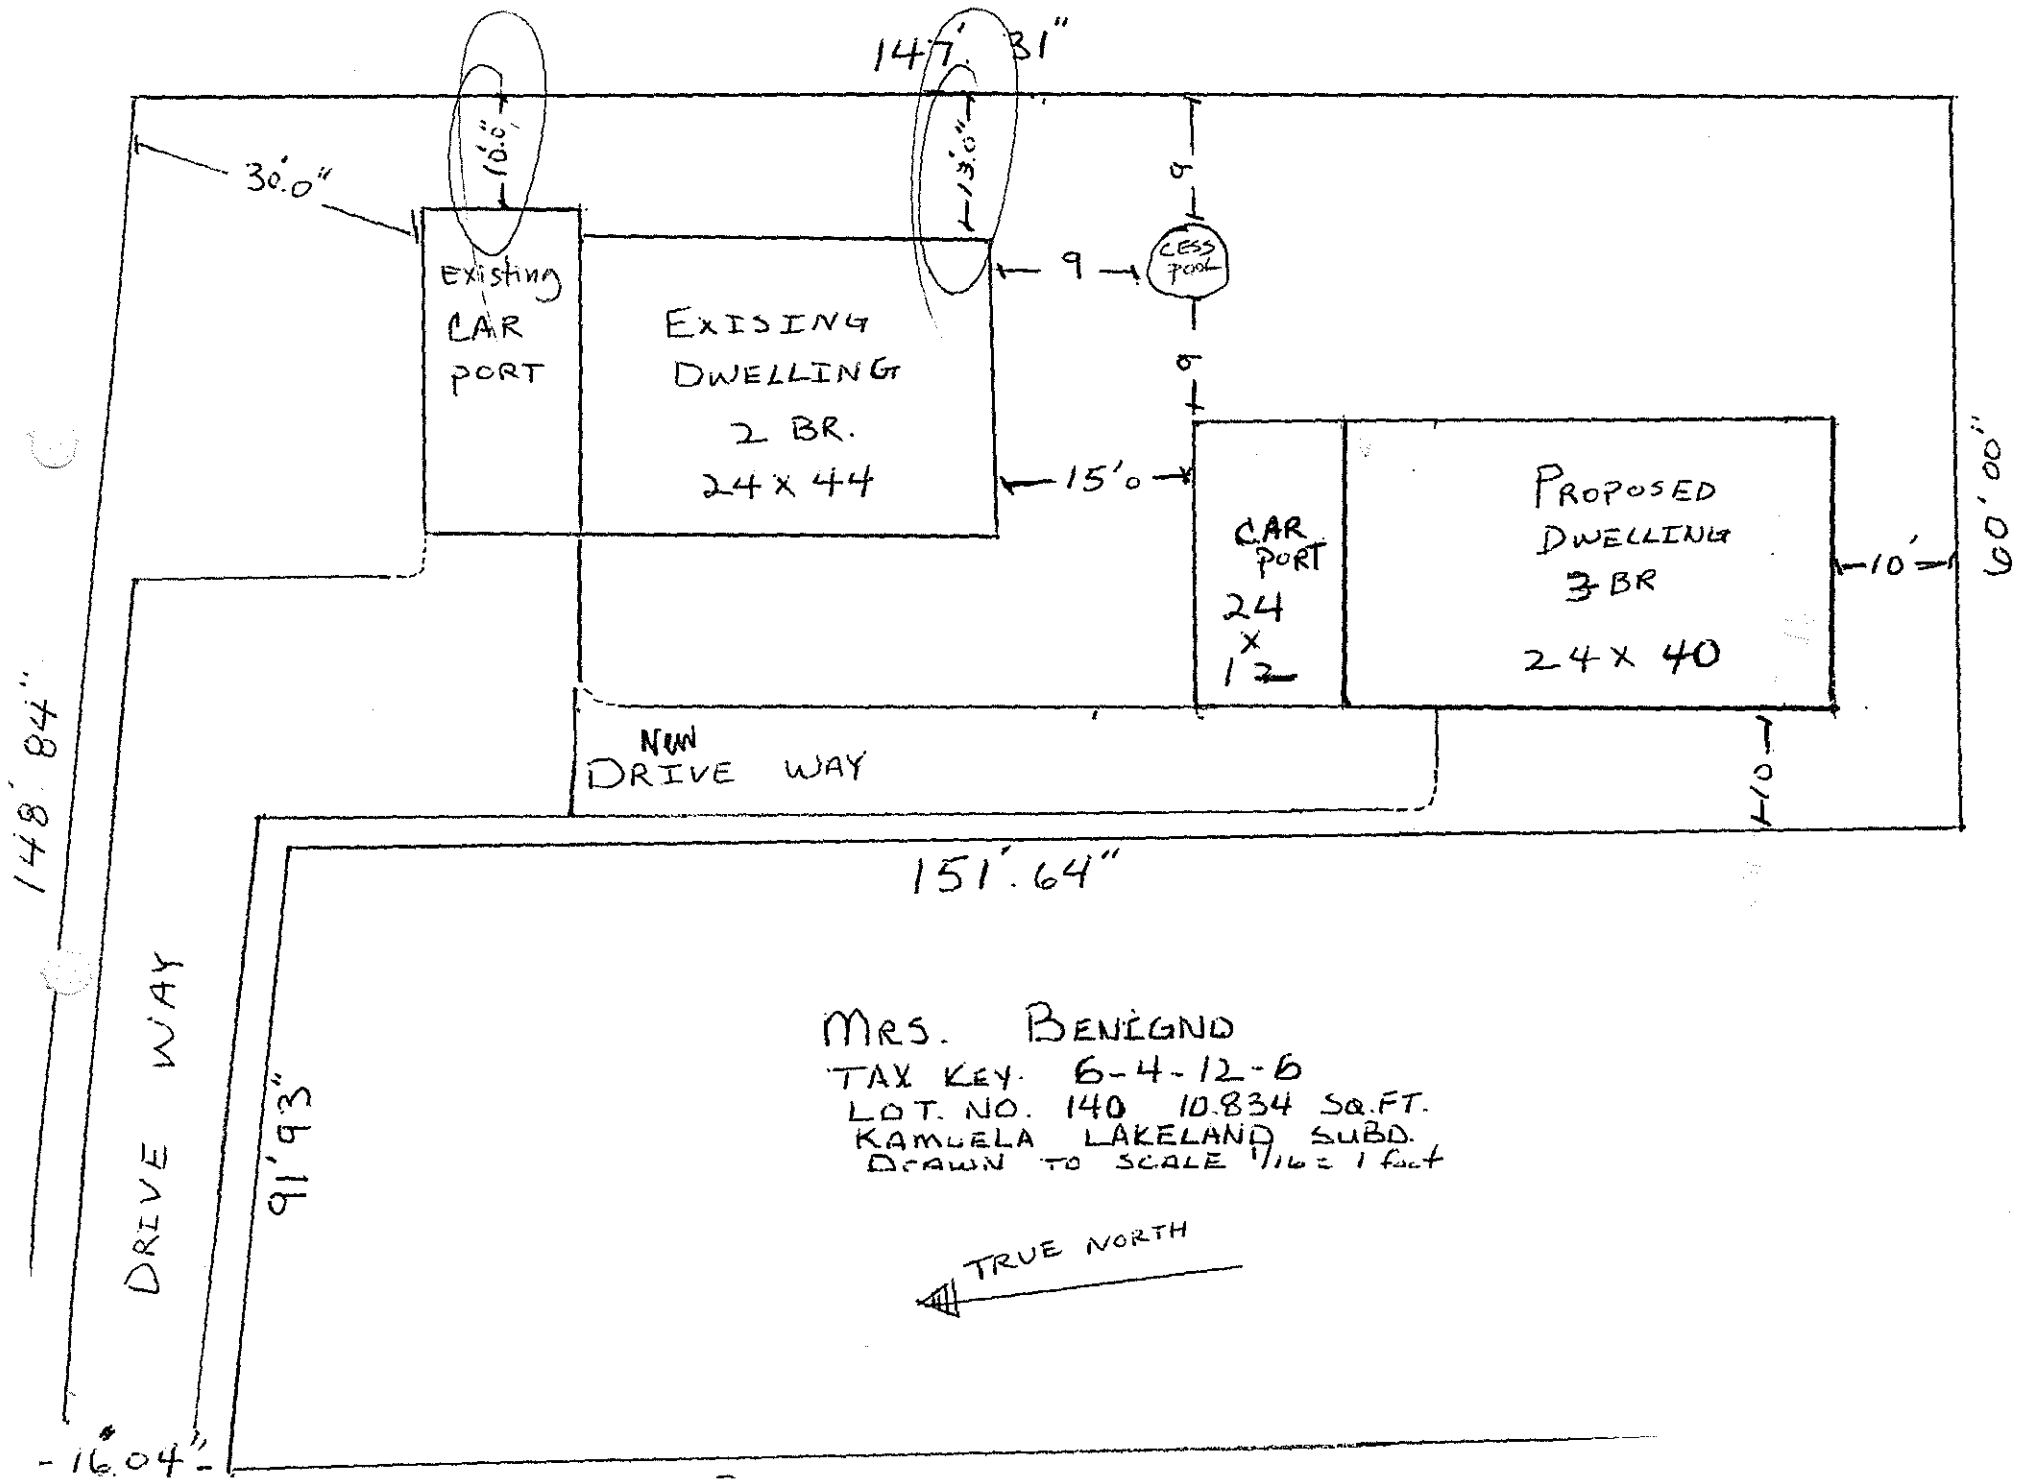 147'. 31"
10'.0"
13'.0"
30'.0"
9
CESS
POOL
9
Existing
CAR
PORT
EXISING
DWELLING
2 BR.
24 X 44
9
15'0
CAR
PORT
24
X
12
PROPOSED
DWELLING
3 BR
24 X 40
10'
60'.00"
10
NEW
DRIVE WAY
148'. 84"
151'. 64"
DRIVE WAY
91'93"
MRS. BENIGNO
TAX KEY. 6-4-12-6
LOT. NO. 140 10.834 SQ.FT.
KAMUELA LAKELAND SUBD.
DRAWN TO SCALE 1/16 = 1 foot
TRUE NORTH
- 16.04" -